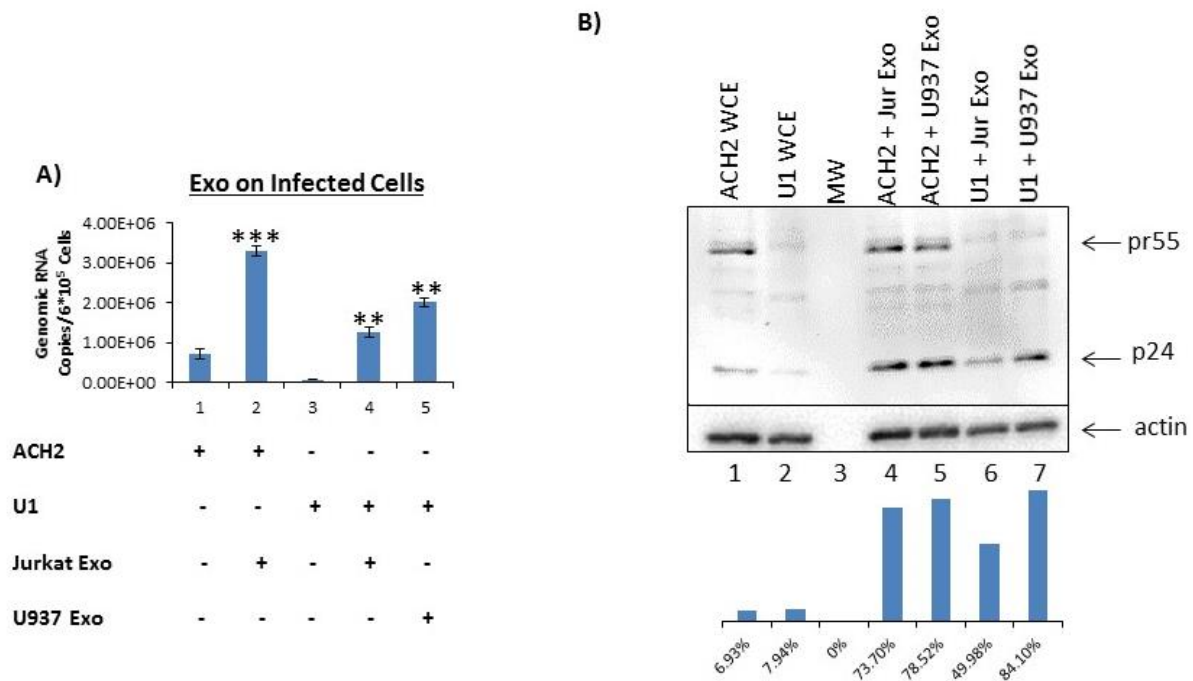 A)
Exo on Infected Cells
Genomic RNA
Copies/6*10⁵ Cells
4.00E+06
3.00E+06
2.00E+06
1.00E+06
0.00E+00
***
**
**
1 2 3 4 5
ACH2 + + - - -
U1 - - + + +
Jurkat Exo - + - + -
U937 Exo - - - - +
B)
ACH2 WCE
U1 WCE
MW
ACH2 + Jur Exo
ACH2 + U937 Exo
U1 + Jur Exo
U1 + U937 Exo
pr55
p24
actin
1 2 3 4 5 6 7
6.93% 7.94% 0% 73.70% 78.52% 49.98% 84.10%